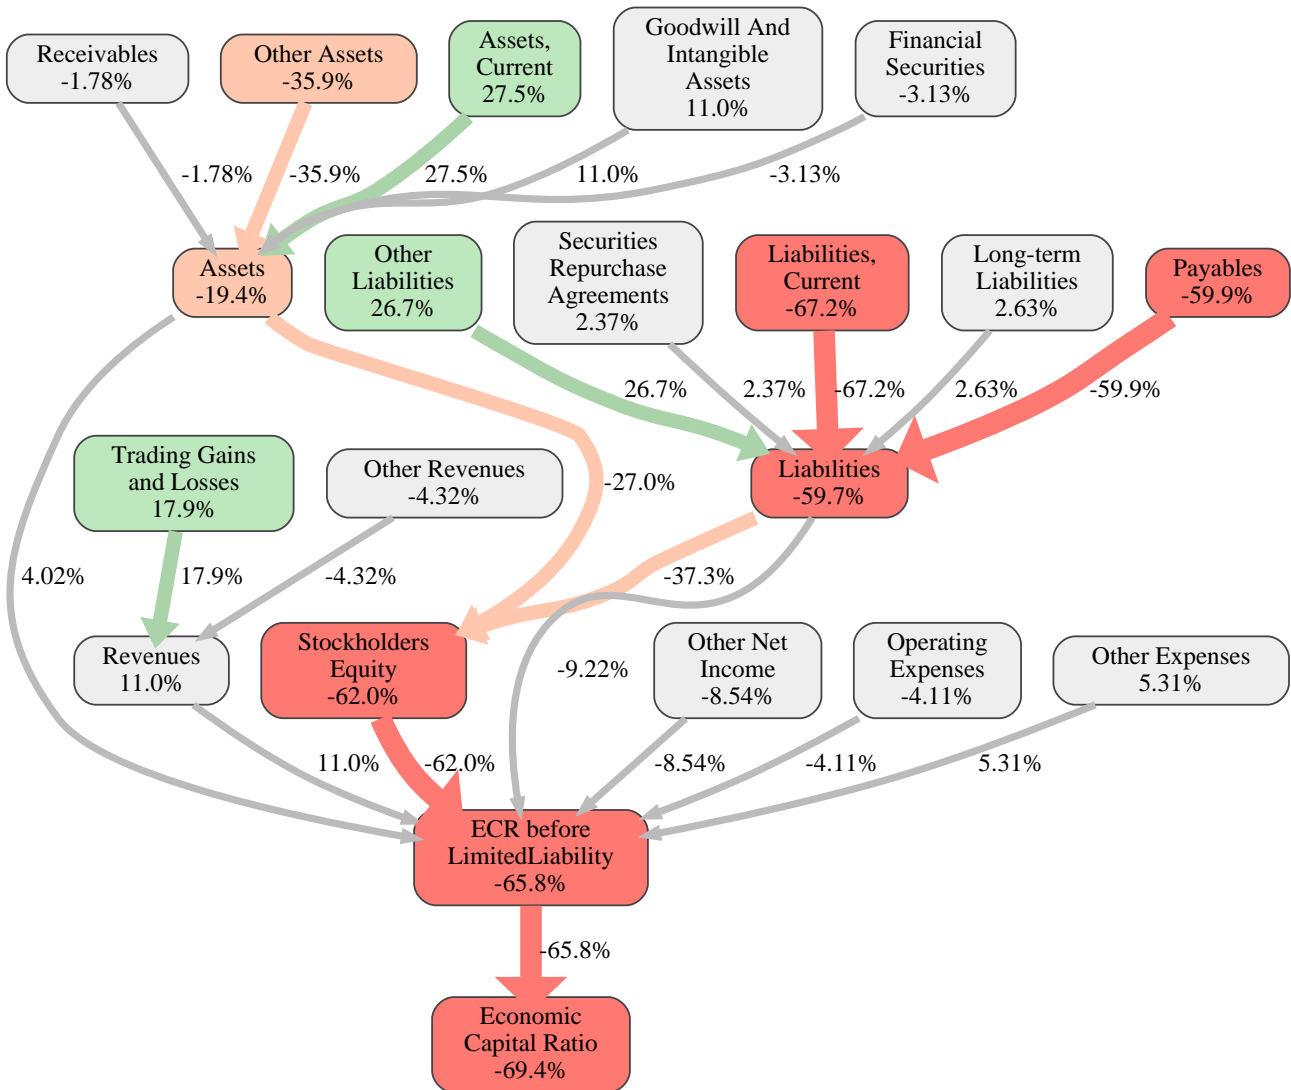 Receivables
-1.78%
Other Assets
-35.9%
Assets,
Current
27.5%
Goodwill And
Intangible
Assets
11.0%
Financial
Securities
-3.13%
-1.78%
-35.9%
27.5%
11.0%
-3.13%
Assets
-19.4%
Other
Liabilities
26.7%
Securities
Repurchase
Agreements
2.37%
Liabilities,
Current
-67.2%
Long-term
Liabilities
2.63%
Payables
-59.9%
26.7%
2.37%
-67.2%
2.63%
-59.9%
Trading Gains
and Losses
17.9%
Other Revenues
-4.32%
-27.0%
Liabilities
-59.7%
4.02%
17.9%
-4.32%
-37.3%
Revenues
11.0%
Stockholders
Equity
-62.0%
-9.22%
Other Net
Income
-8.54%
Operating
Expenses
-4.11%
Other Expenses
5.31%
11.0%
-62.0%
-8.54%
-4.11%
5.31%
ECR before
LimitedLiability
-65.8%
-65.8%
Economic
Capital Ratio
-69.4%